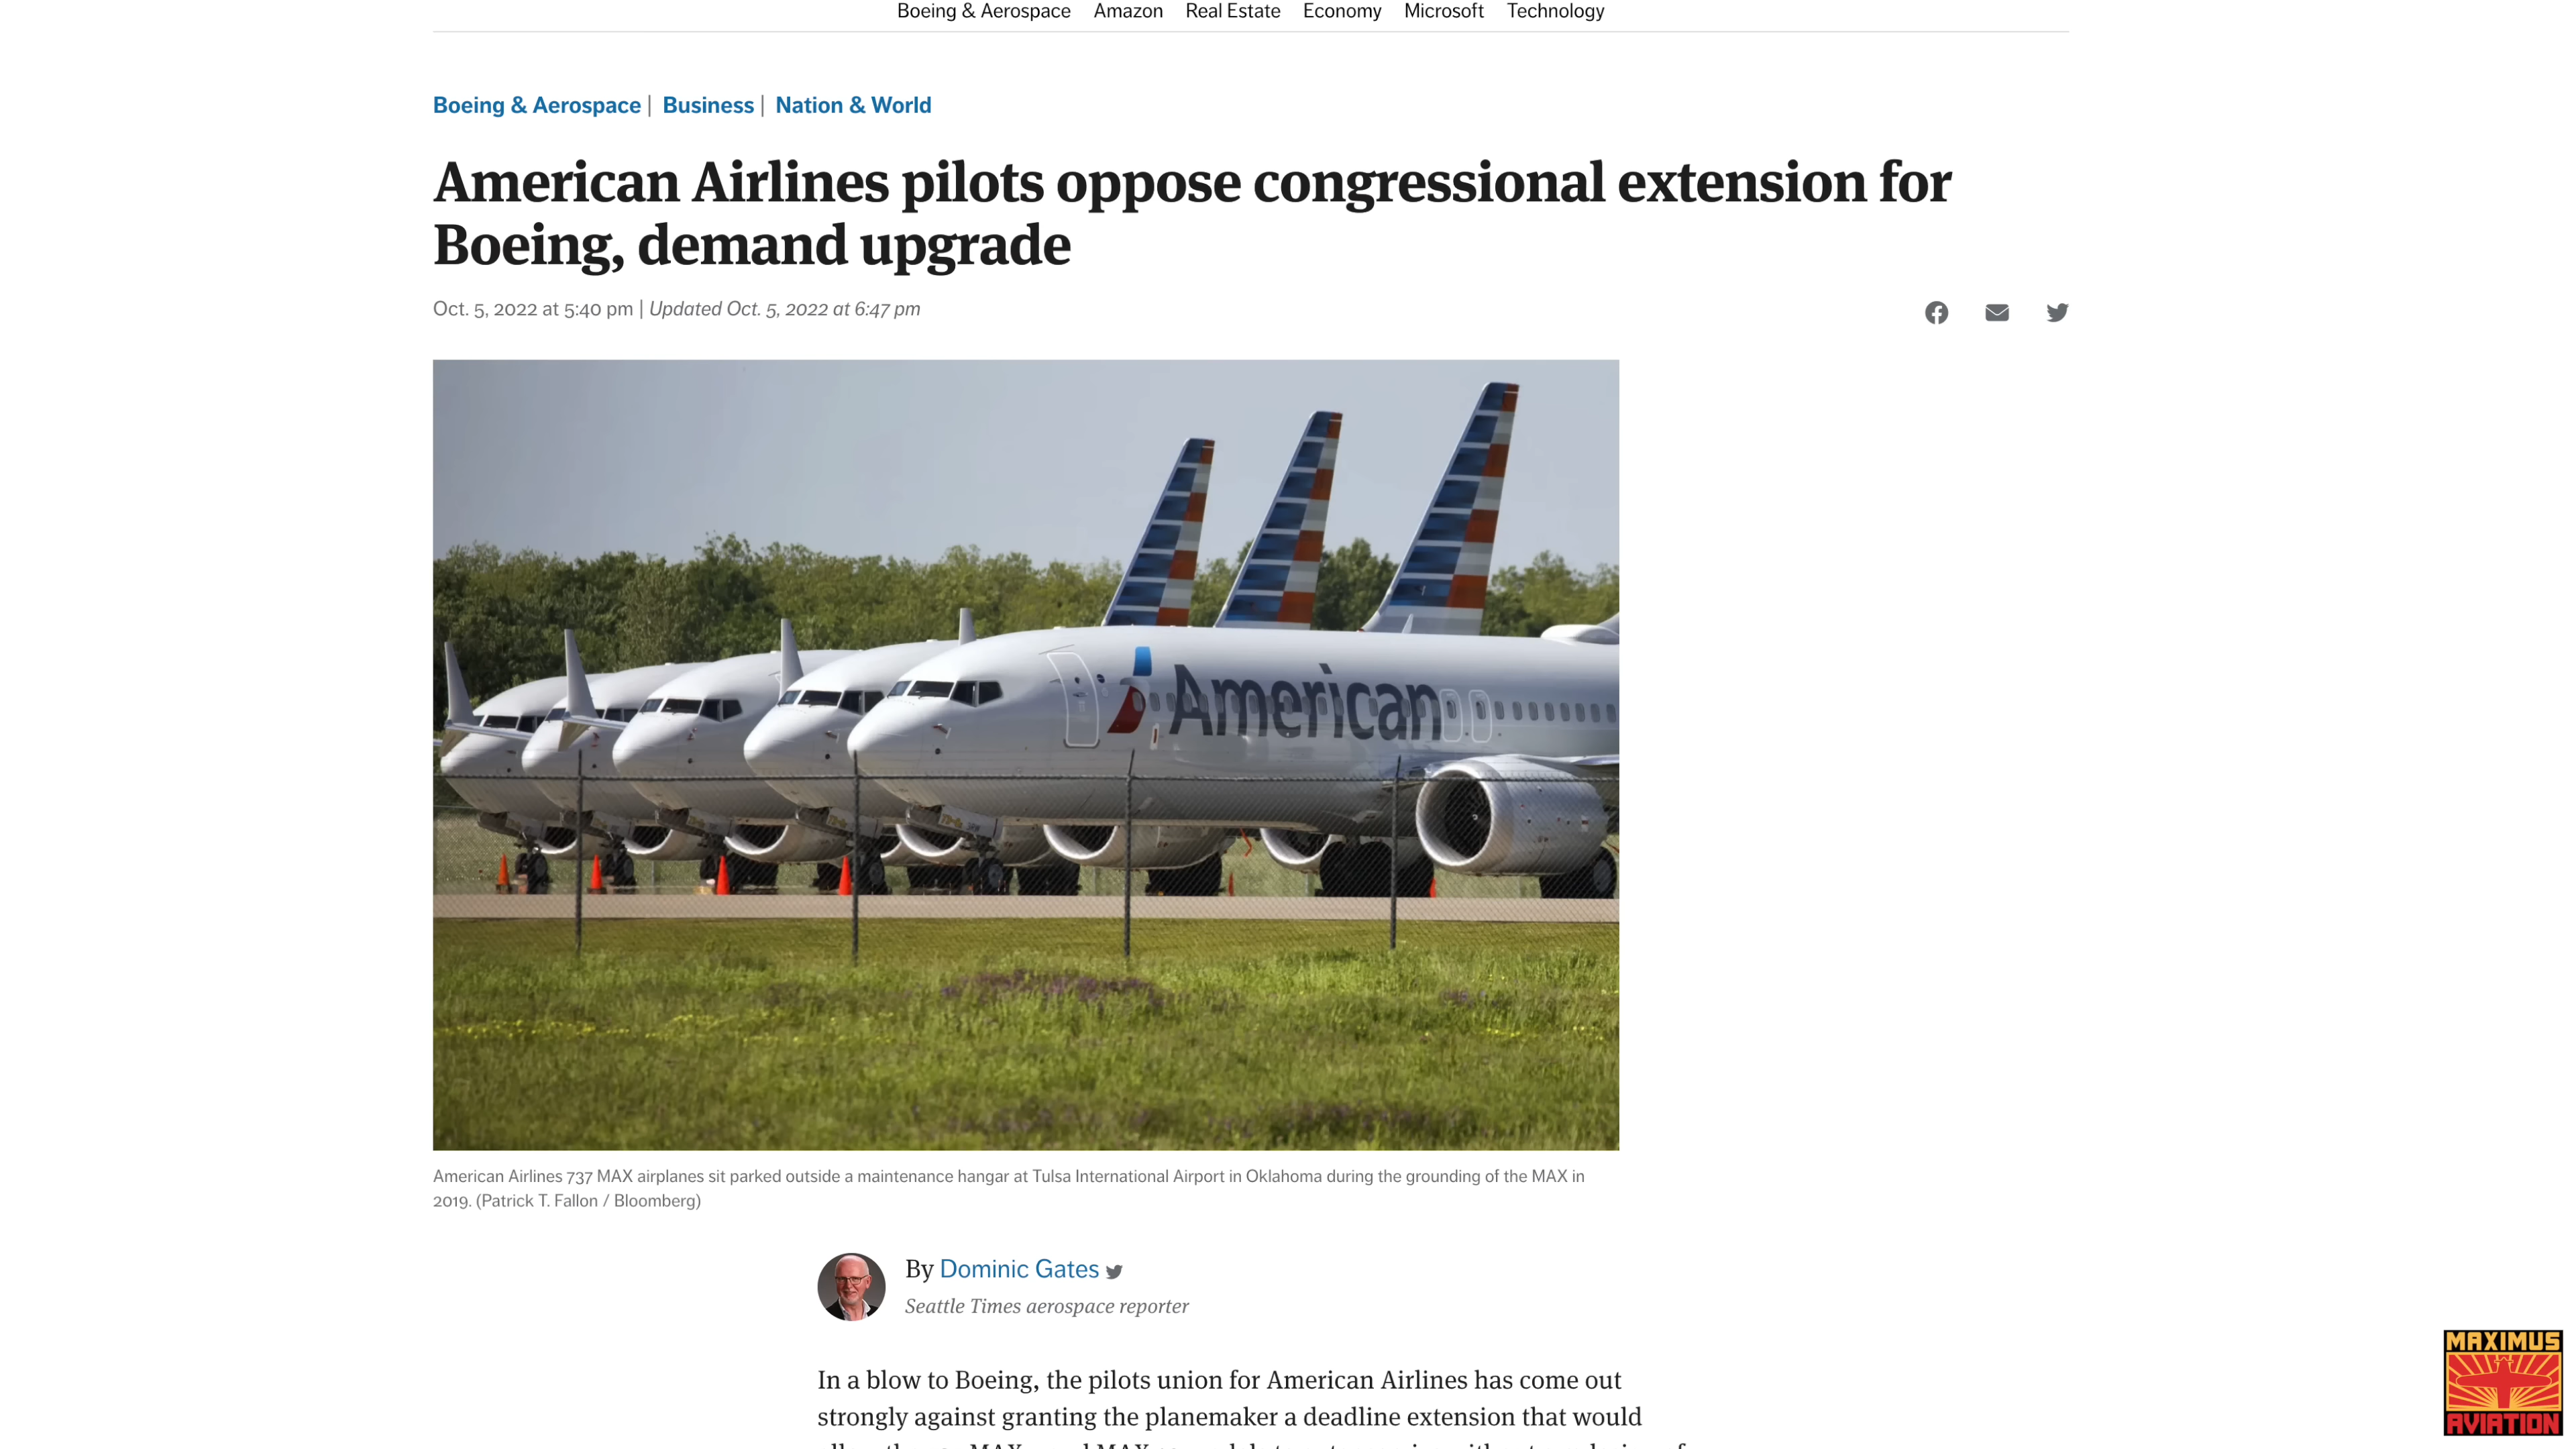 Boeing & Aerospace Amazon Real Estate Economy Microsoft Technology
Boeing & Aerospace | Business | Nation & World
American Airlines pilots oppose congressional extension for
Boeing, demand upgrade
Oct. 5, 2022 at 5:40 pm | Updated Oct. 5, 2022 at 6:47 pm
American
American Airlines 737 MAX airplanes sit parked outside a maintenance hangar at Tulsa International Airport in Oklahoma during the grounding of the MAX in
2019. (Patrick T. Fallon / Bloomberg)
By Dominic Gates
Seattle Times aerospace reporter
In a blow to Boeing, the pilots union for American Airlines has come out
strongly against granting the planemaker a deadline extension that would
MAXIMUS
AVIATION